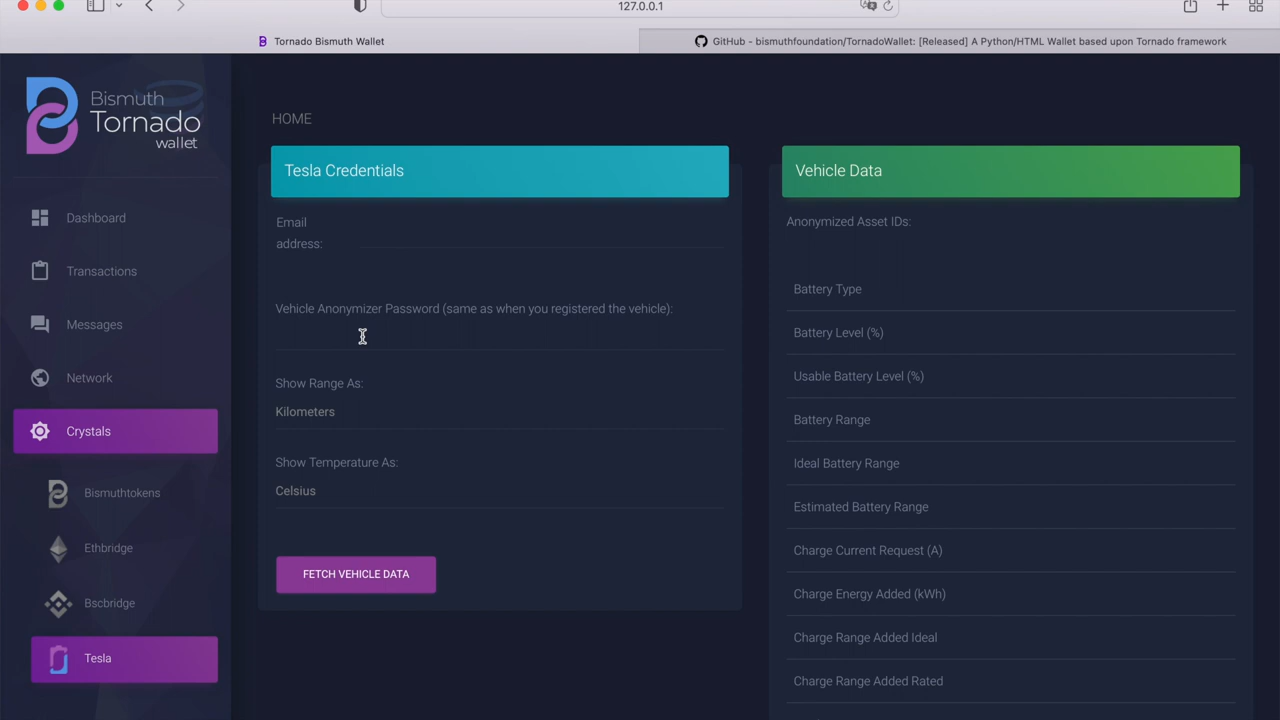 127.0.0.1
Tornado Bismuth Wallet
GitHub - bismuthfoundation/TornadoWallet: [Released] A Python/HTML Wallet based upon Tornado framework
Bismuth
Tornado
wallet
Dashboard
Transactions
Messages
Network
Crystals
Bismuthtokens
Ethbridge
Bscbridge
Tesla
HOME
Tesla Credentials
Email
address:
Vehicle Anonymizer Password (same as when you registered the vehicle):
Show Range As:
Kilometers
Show Temperature As:
Celsius
FETCH VEHICLE DATA
Vehicle Data
Anonymized Asset IDs:
Battery Type
Battery Level (%)
Usable Battery Level (%)
Battery Range
Ideal Battery Range
Estimated Battery Range
Charge Current Request (A)
Charge Energy Added (kWh)
Charge Range Added Ideal
Charge Range Added Rated